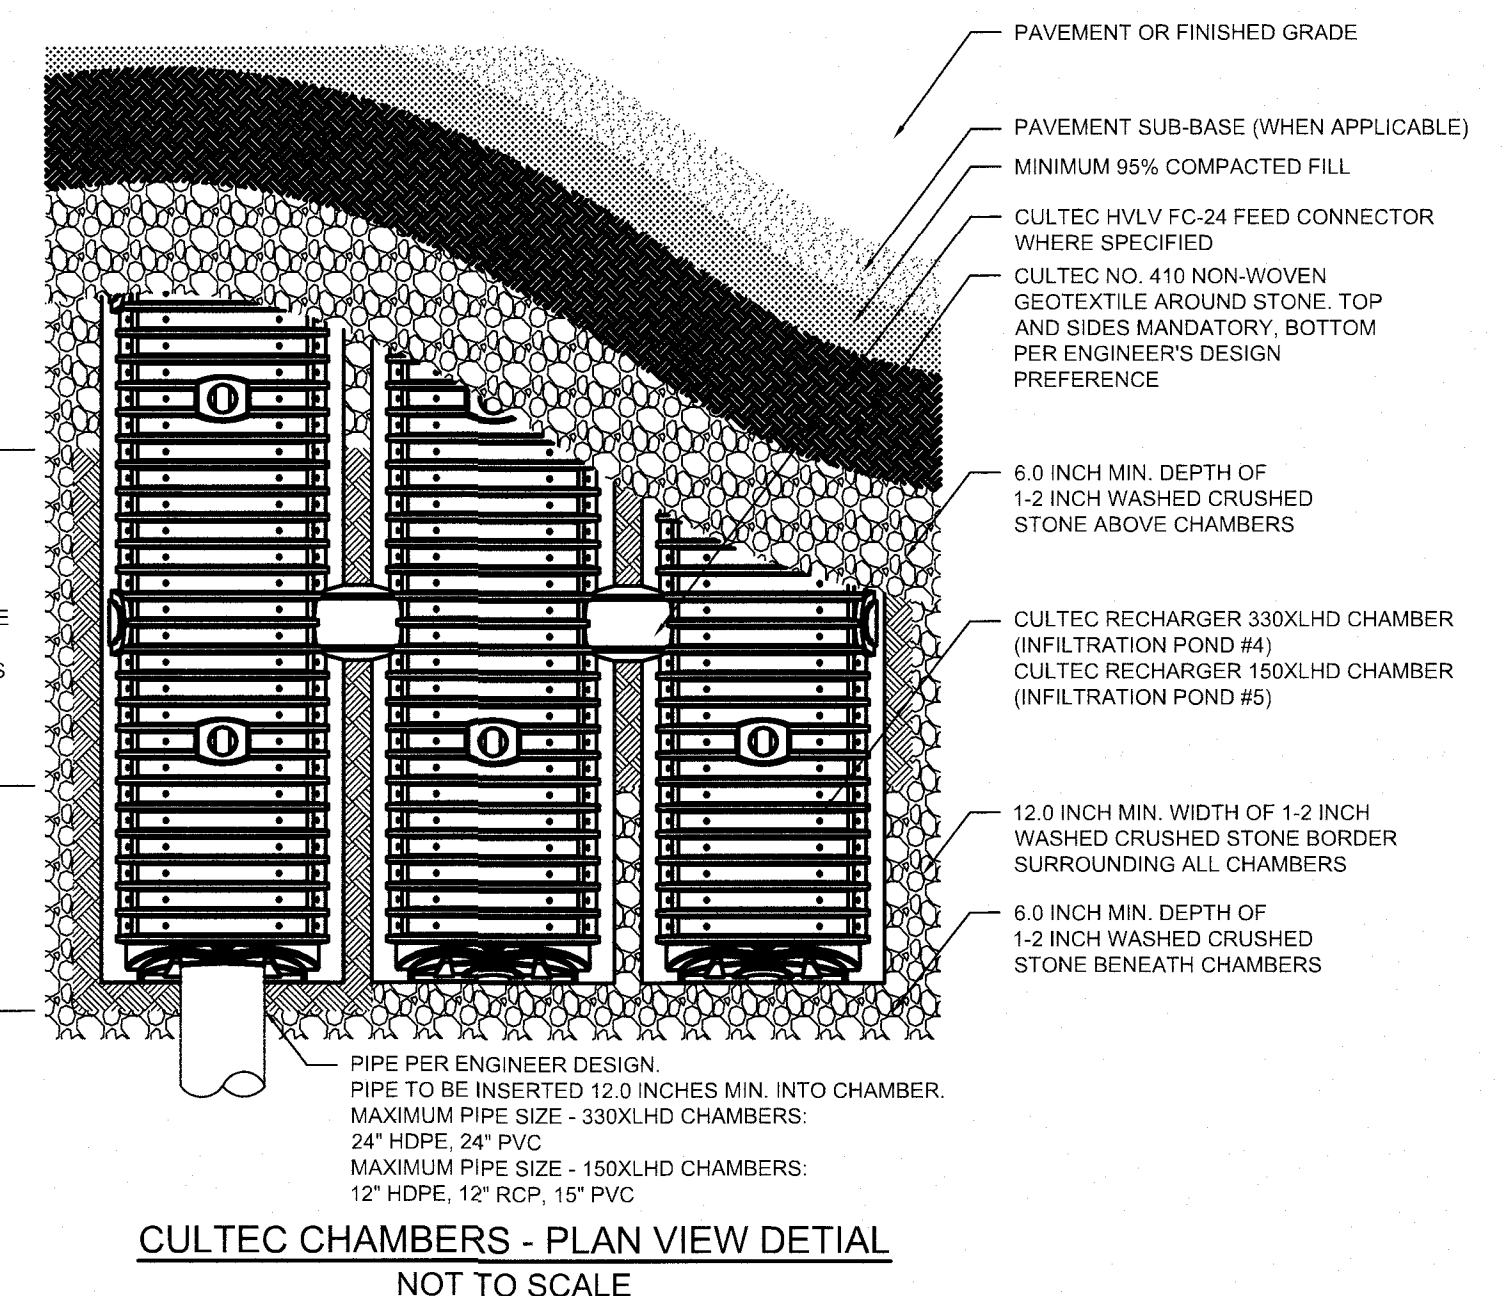 PAVEMENT OR FINISHED GRADE
PAVEMENT SUB-BASE (WHEN APPLICABLE)
MINIMUM 95% COMPACTED FILL
CULTEC HVLV FC-24 FEED CONNECTOR
WHERE SPECIFIED
CULTEC NO. 410 NON-WOVEN
GEOTEXTILE AROUND STONE. TOP
AND SIDES MANDATORY, BOTTOM
PER ENGINEER'S DESIGN
PREFERENCE
6.0 INCH MIN. DEPTH OF
1-2 INCH WASHED CRUSHED
STONE ABOVE CHAMBERS
E
S
CULTEC RECHARGER 330XLHD CHAMBER
(INFILTRATION POND #4)
CULTEC RECHARGER 150XLHD CHAMBER
(INFILTRATION POND #5)
12.0 INCH MIN. WIDTH OF 1-2 INCH
WASHED CRUSHED STONE BORDER
SURROUNDING ALL CHAMBERS
6.0 INCH MIN. DEPTH OF
1-2 INCH WASHED CRUSHED
STONE BENEATH CHAMBERS
PIPE PER ENGINEER DESIGN.
PIPE TO BE INSERTED 12.0 INCHES MIN. INTO CHAMBER.
MAXIMUM PIPE SIZE - 330XLHD CHAMBERS:
24" HDPE, 24" PVC
MAXIMUM PIPE SIZE - 150XLHD CHAMBERS:
12" HDPE, 12" RCP, 15" PVC
CULTEC CHAMBERS - PLAN VIEW DETIAL
NOT TO SCALE